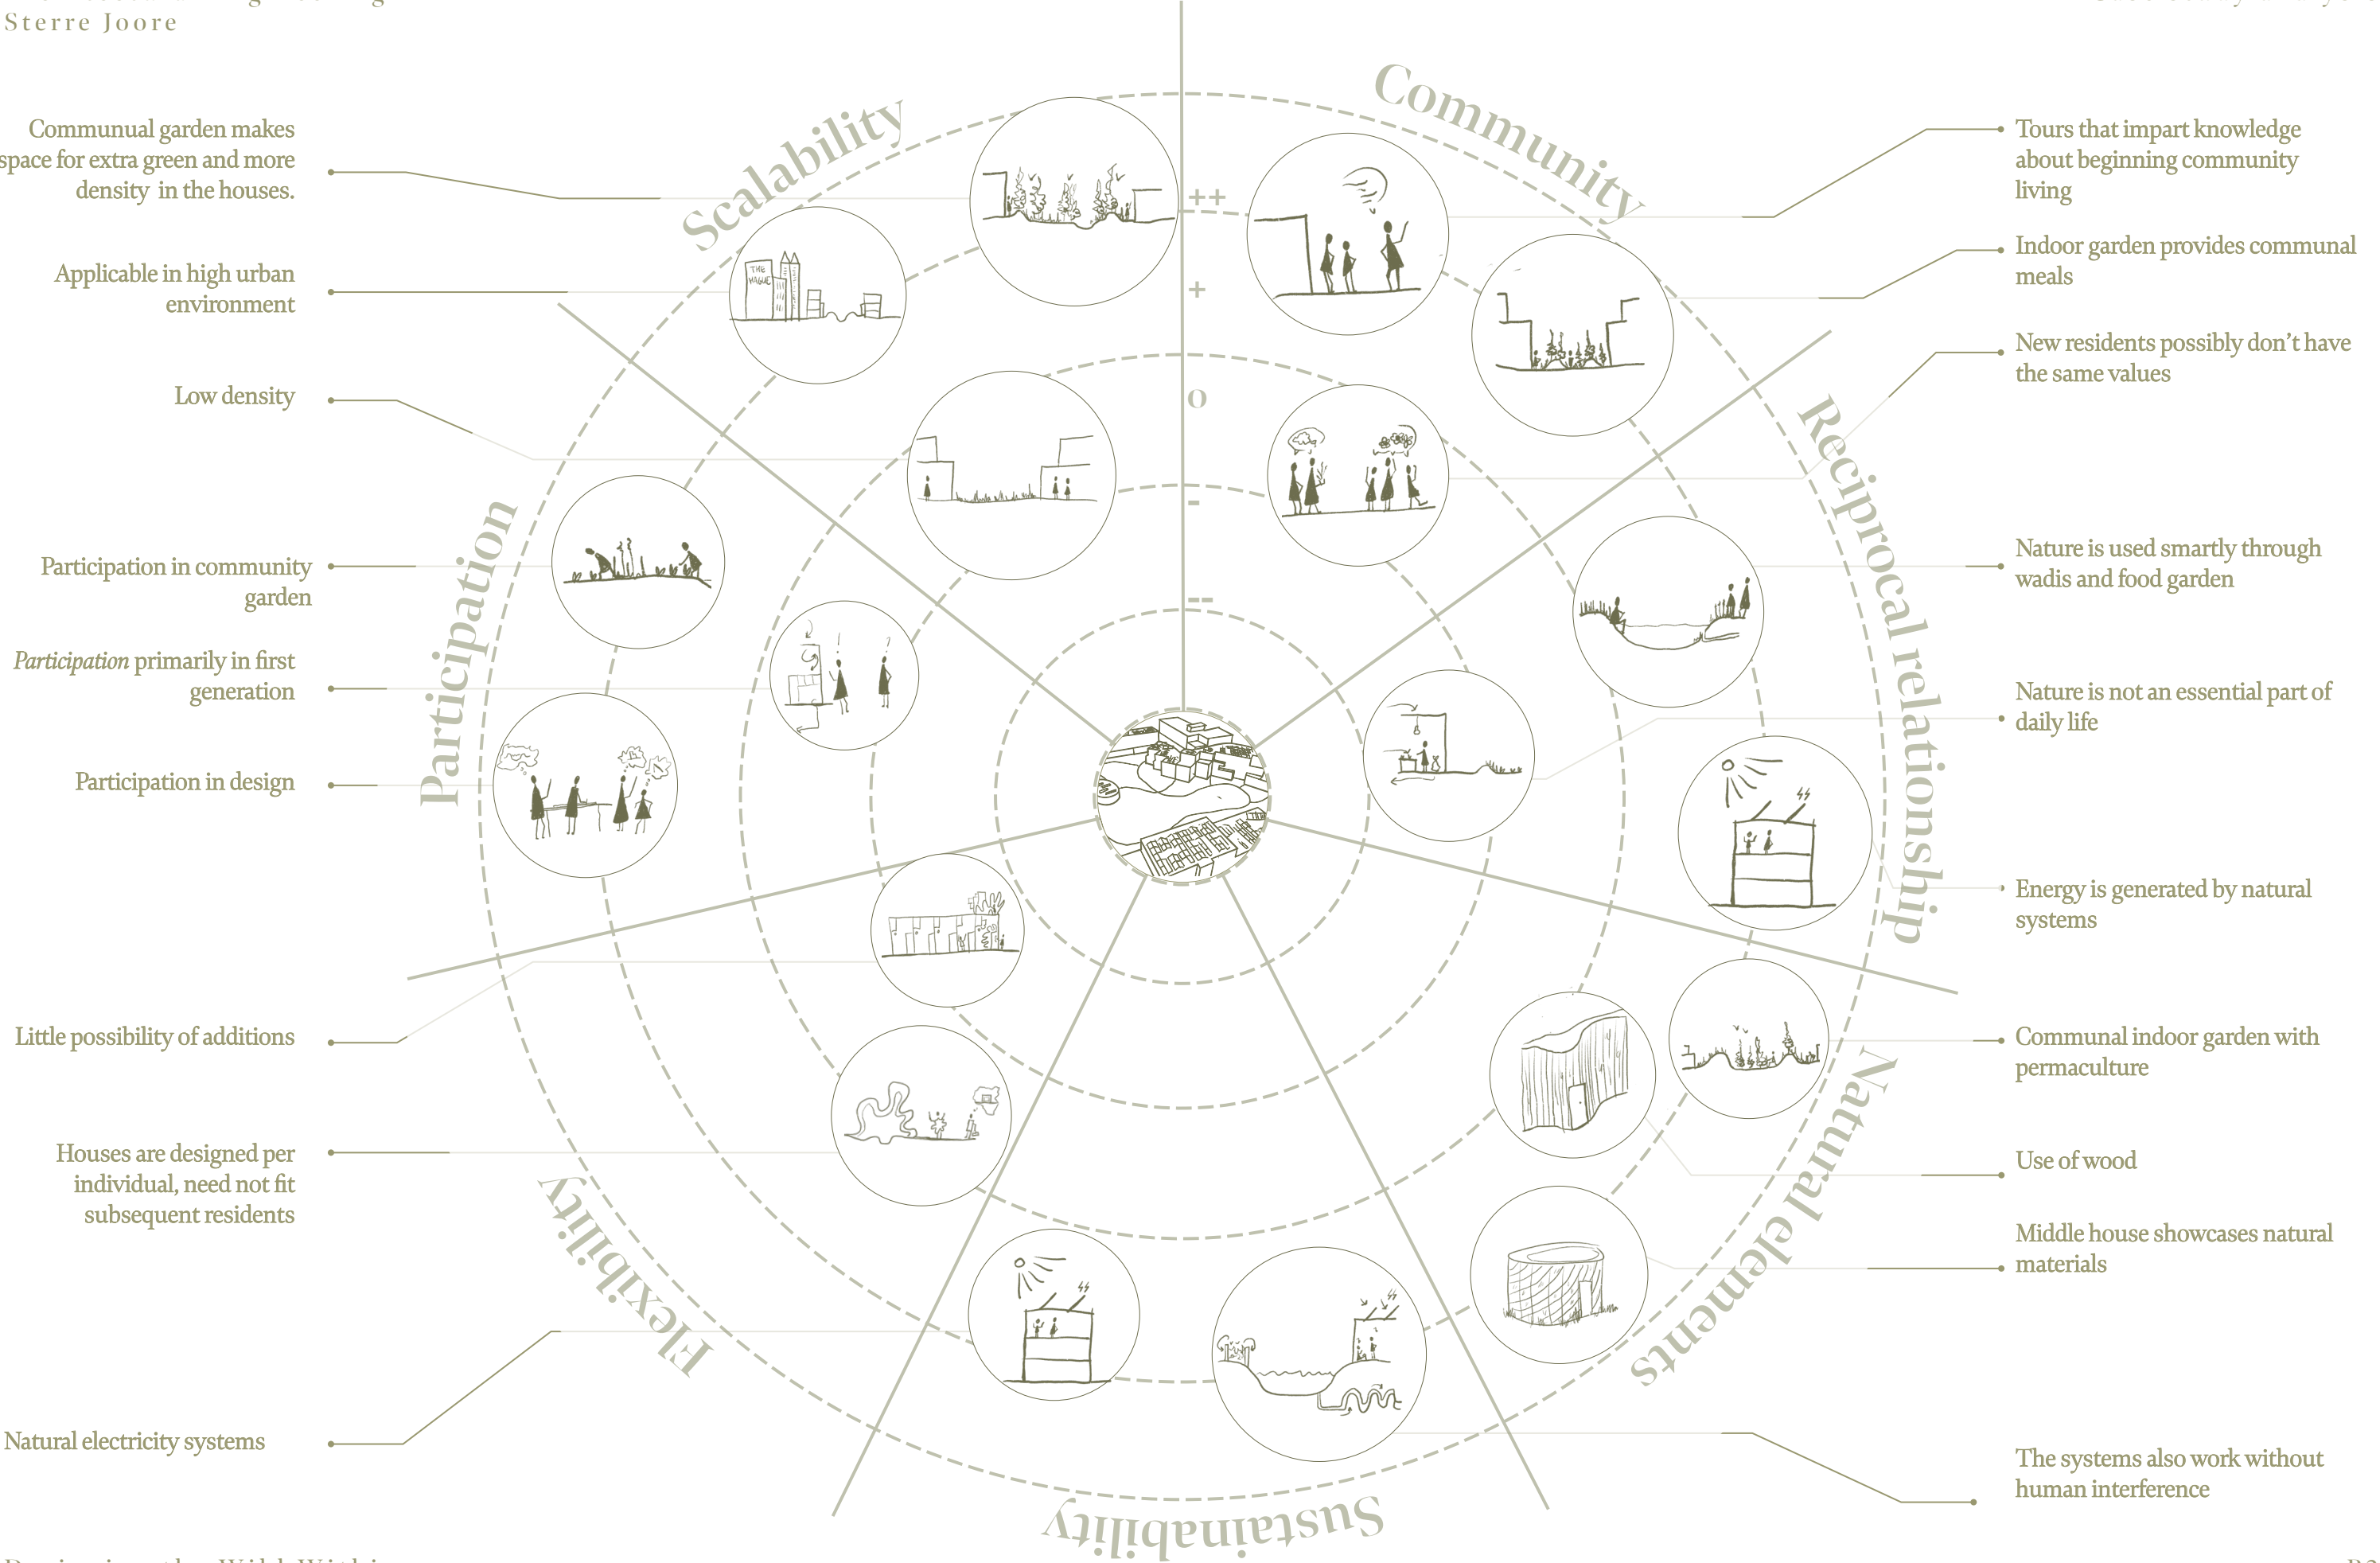 Sterre Joore
Scalability
Community
Reciprocal relationship
Natural elements
Sustainability
Flexibility
Participation
++
+
o
-
--
Communual garden makes
space for extra green and more
density in the houses.
Applicable in high urban
environment
THE
HAGUE
Low density
Participation in community
garden
Participation primarily in first
generation
Participation in design
Little possibility of additions
Houses are designed per
individual, need not fit
subsequent residents
Natural electricity systems
Tours that impart knowledge
about beginning community
living
Indoor garden provides communal
meals
New residents possibly don't have
the same values
Nature is used smartly through
wadis and food garden
Nature is not an essential part of
daily life
Energy is generated by natural
systems
Communal indoor garden with
permaculture
Use of wood
Middle house showcases natural
materials
The systems also work without
human interference